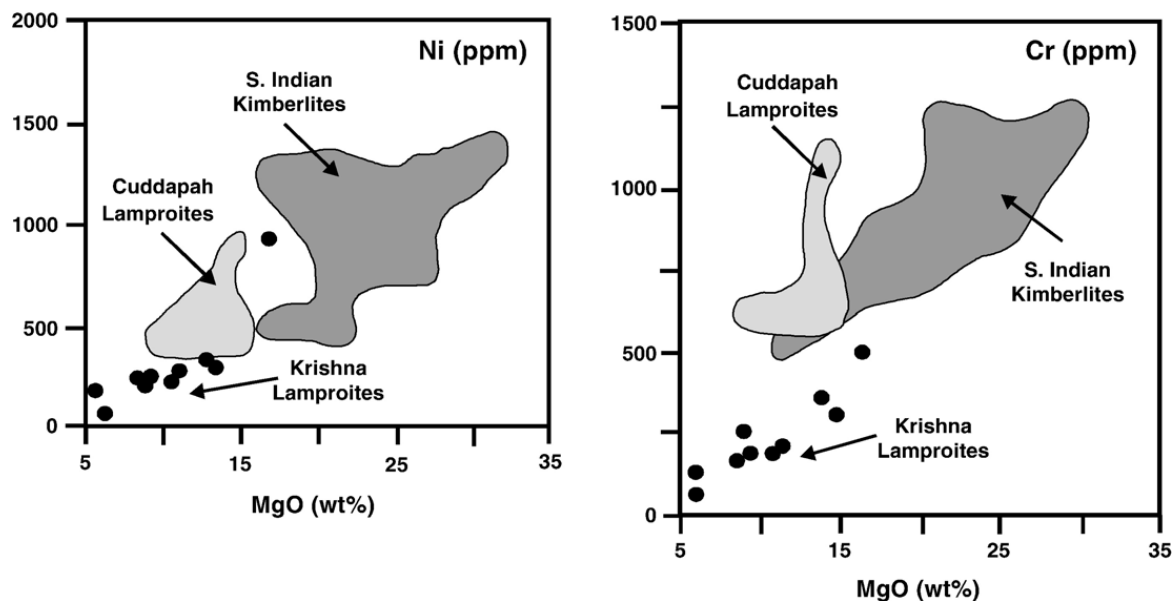 2000
Ni (ppm)
S. Indian
Kimberlites
1500
Cuddapah
Lamproites
1000
500
Krishna
Lamproites
0
5
15
25
35
MgO (wt%)
1500
Cr (ppm)
Cuddapah
Lamproites
1000
S. Indian
Kimberlites
500
Krishna
Lamproites
0
5
15
25
35
MgO (wt%)